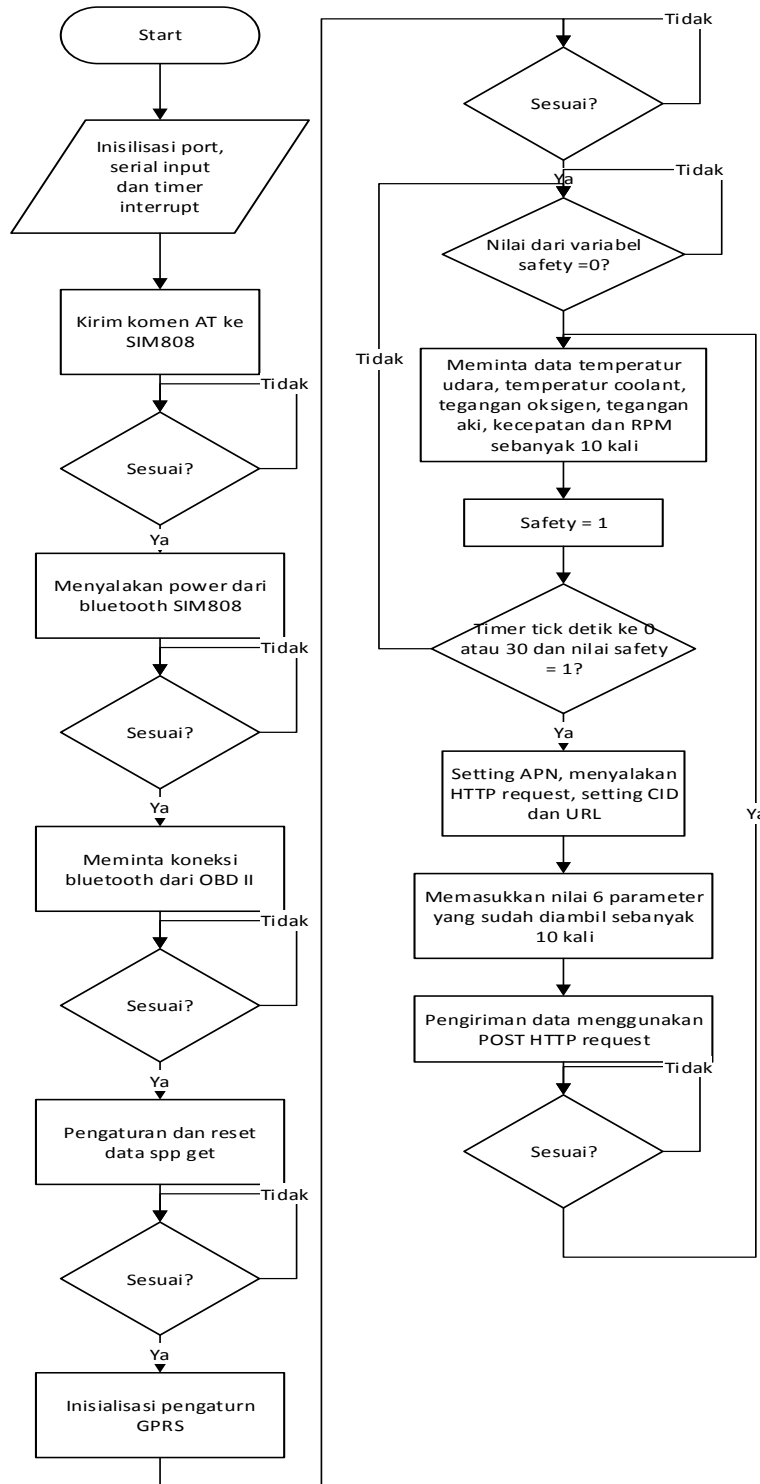 Start
Inisilisasi port,
serial input
dan timer
interrupt
Kirim komen AT ke
SIM808
Tidak
Sesuai?
Ya
Menyalakan power dari
bluetooth SIM808
Tidak
Sesuai?
Ya
Meminta koneksi
bluetooth dari OBD II
Tidak
Sesuai?
Ya
Pengaturan dan reset
data spp get
Tidak
Sesuai?
Ya
Inisialisasi pengaturn
GPRS
Tidak
Sesuai?
Ya
Tidak
Nilai dari variabel
safety =0?
Tidak
Meminta data temperatur
udara, temperatur coolant,
tegangan oksigen, tegangan
aki, kecepatan dan RPM
sebanyak 10 kali
Safety = 1
Timer tick detik ke 0
atau 30 dan nilai safety
= 1?
Ya
Setting APN, menyalakan
HTTP request, setting CID
dan URL
Ya
Memasukkan nilai 6 parameter
yang sudah diambil sebanyak
10 kali
Pengiriman data menggunakan
POST HTTP request
Tidak
Sesuai?